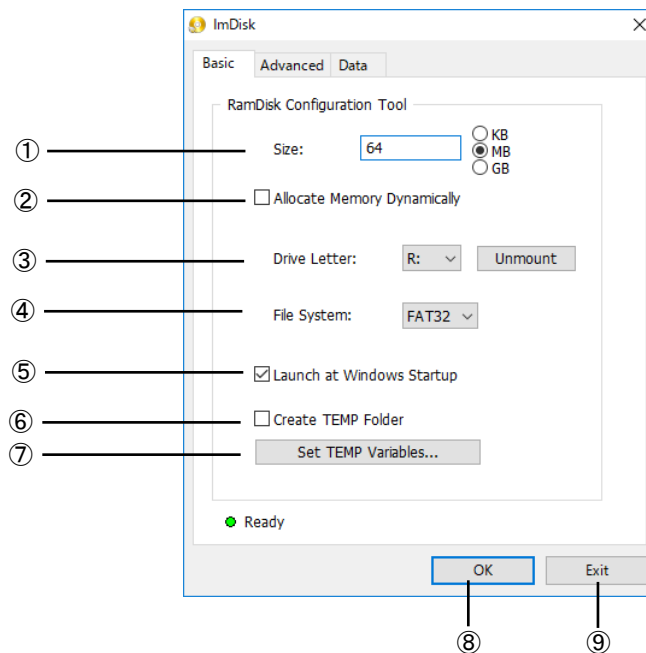 ImDisk
Basic Advanced Data
RamDisk Configuration Tool
① Size: 64
KB
MB
GB
② Allocate Memory Dynamically
③ Drive Letter: R: Unmount
④ File System: FAT32
⑤ Launch at Windows Startup
⑥ Create TEMP Folder
⑦ Set TEMP Variables...
Ready
OK Exit
⑧ ⑨